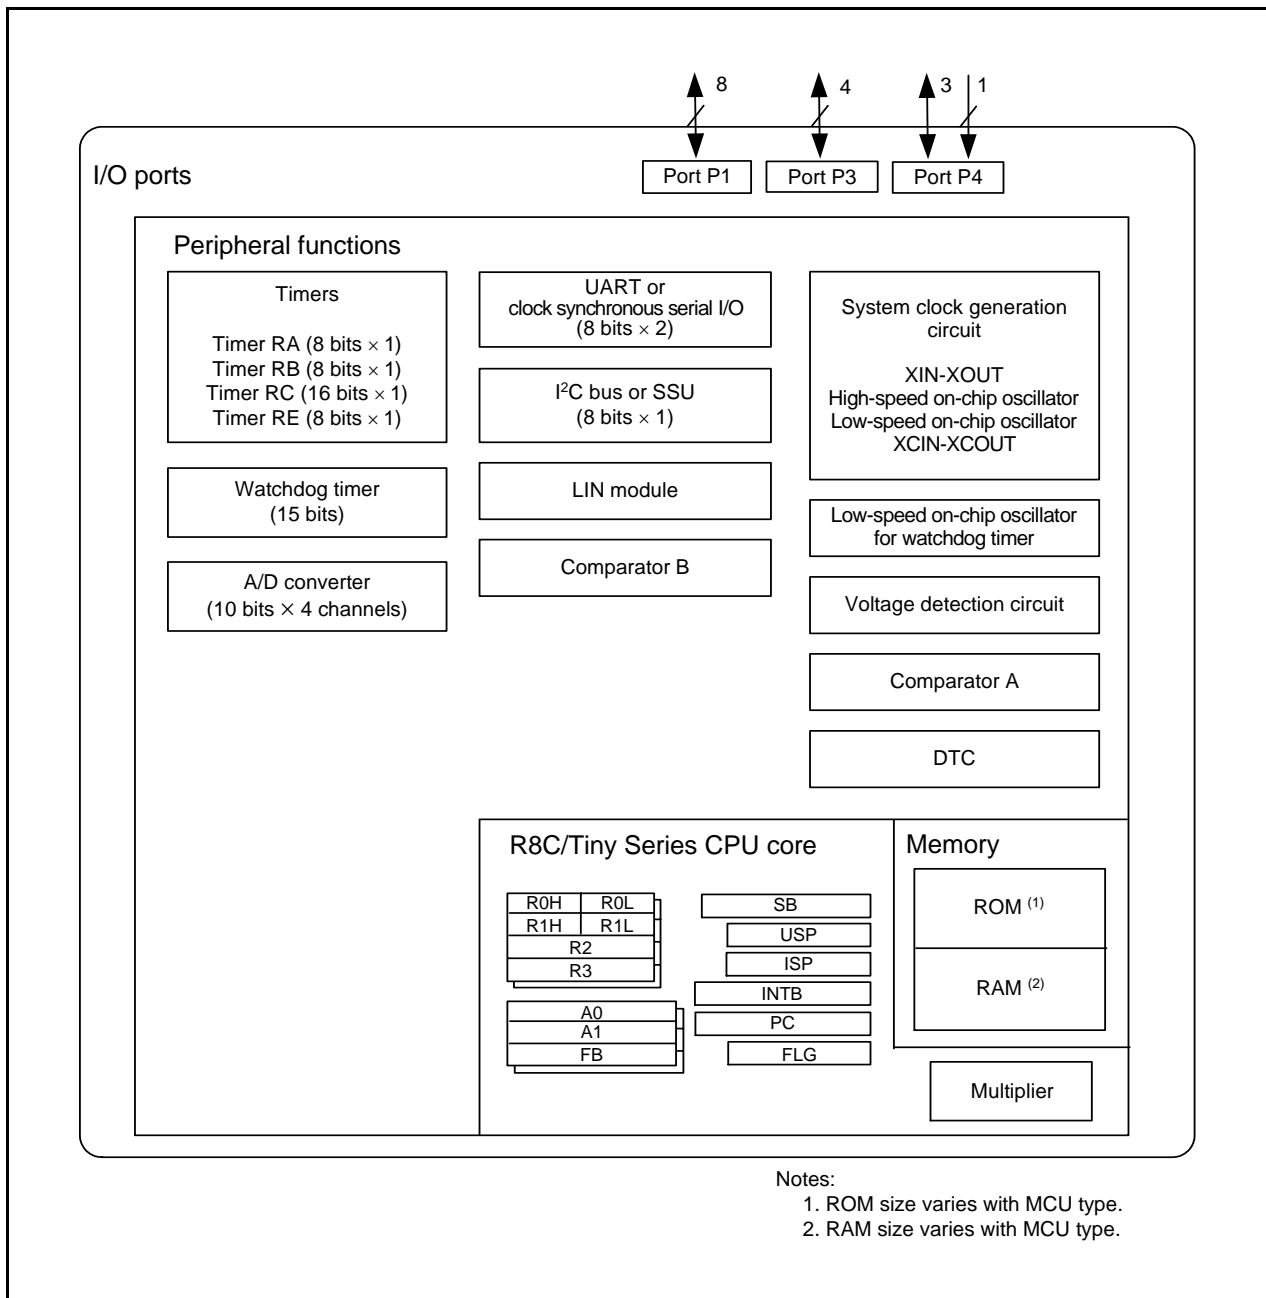 8
4
3
1
I/O ports
Port P1
Port P3
Port P4
Peripheral functions
Timers
Timer RA (8 bits × 1)
Timer RB (8 bits × 1)
Timer RC (16 bits × 1)
Timer RE (8 bits × 1)
Watchdog timer
(15 bits)
A/D converter
(10 bits × 4 channels)
UART or
clock synchronous serial I/O
(8 bits × 2)
I²C bus or SSU
(8 bits × 1)
LIN module
Comparator B
System clock generation
circuit
XIN-XOUT
High-speed on-chip oscillator
Low-speed on-chip oscillator
XCIN-XCOUT
Low-speed on-chip oscillator
for watchdog timer
Voltage detection circuit
Comparator A
DTC
R8C/Tiny Series CPU core
R0H
R0L
R1H
R1L
R2
R3
A0
A1
FB
SB
USP
ISP
INTB
PC
FLG
Memory
ROM (1)
RAM (2)
Multiplier
Notes:
1. ROM size varies with MCU type.
2. RAM size varies with MCU type.